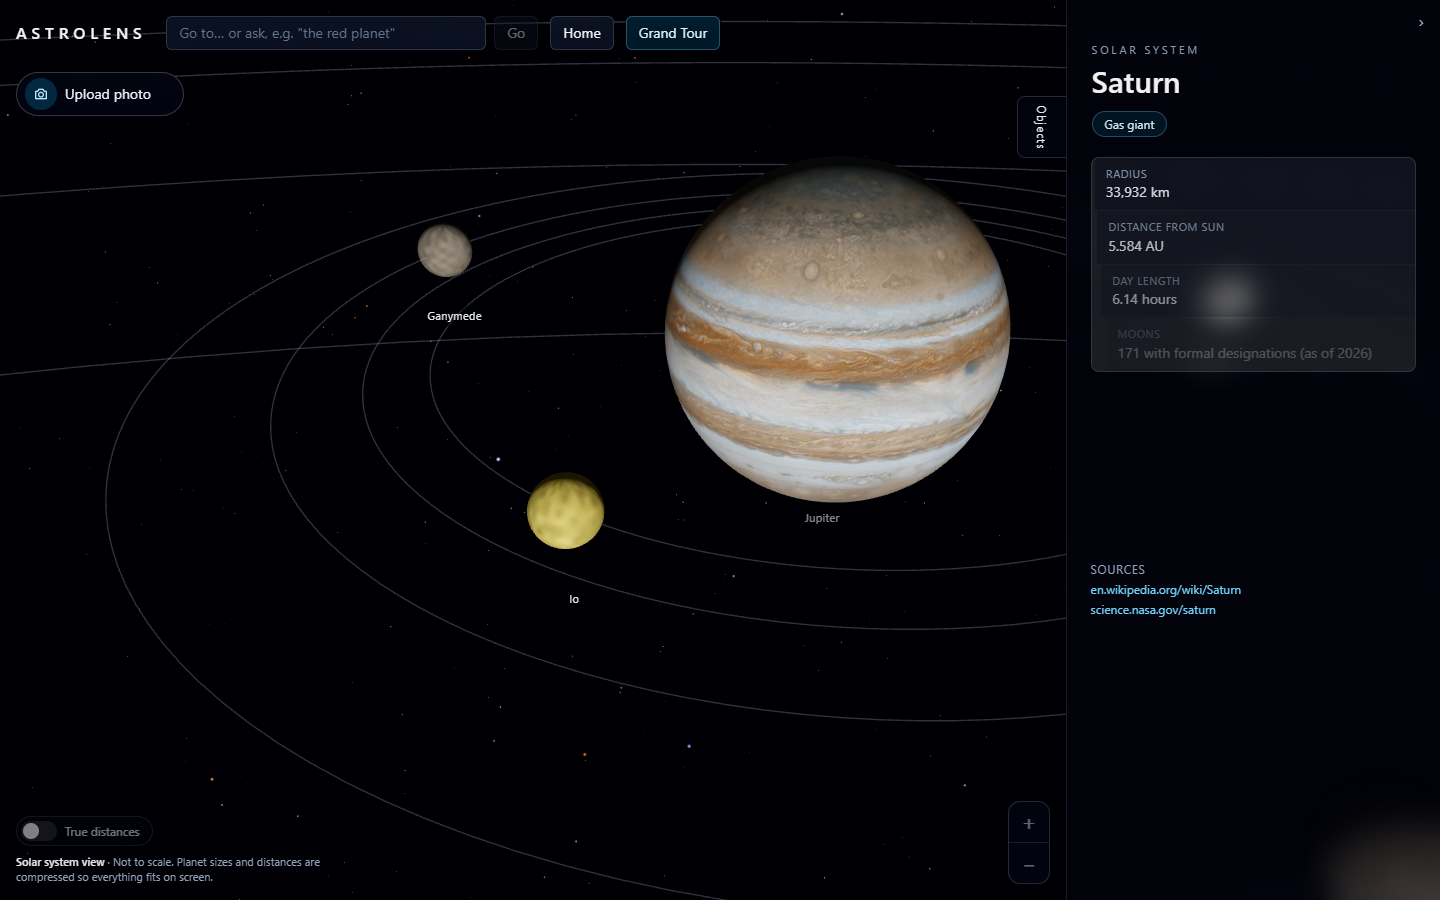 ASTROLENS
Go to... or ask, e.g. "the red planet"
Go
Home
Grand Tour
Upload photo
Objects
Ganymede
Io
Jupiter
True distances
Solar system view · Not to scale. Planet sizes and distances are
compressed so everything fits on screen.
+
−
›
SOLAR SYSTEM
Saturn
Gas giant
RADIUS
33,932 km
DISTANCE FROM SUN
5.584 AU
DAY LENGTH
6.14 hours
MOONS
171 with formal designations (as of 2026)
SOURCES
en.wikipedia.org/wiki/Saturn
science.nasa.gov/saturn